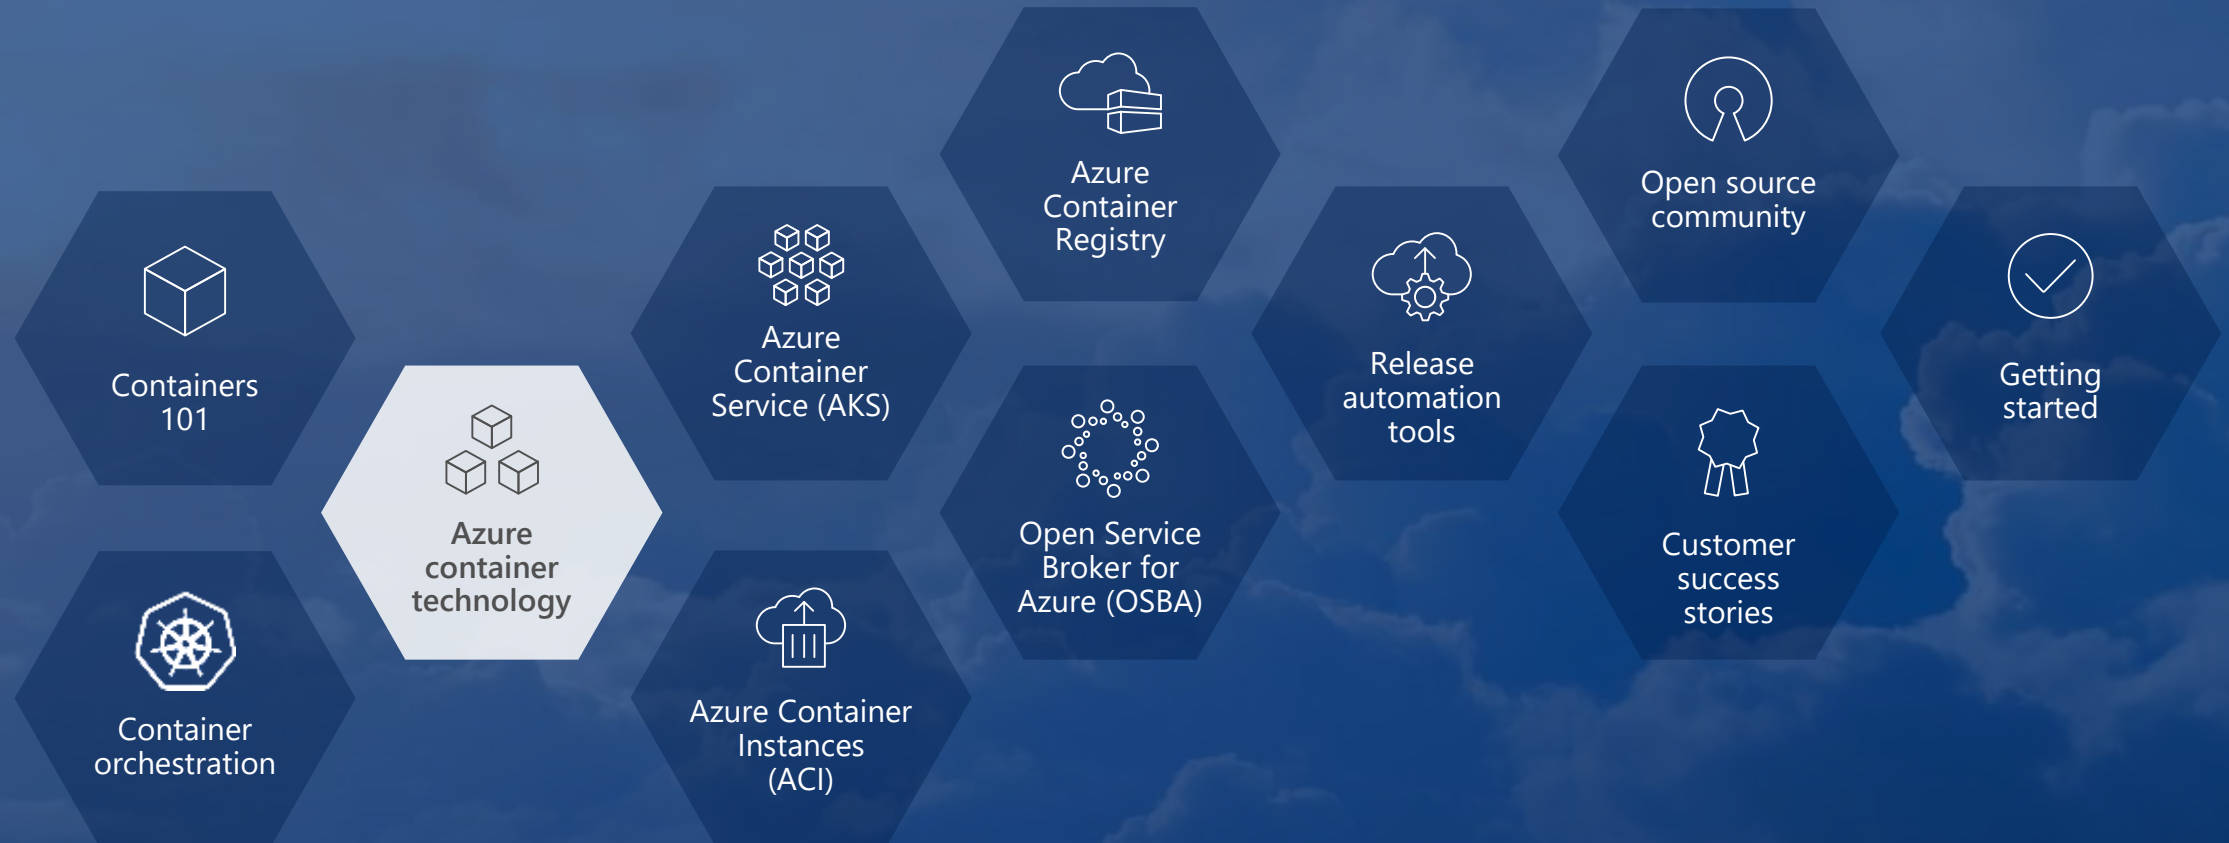 Containers
101
Container
orchestration
Azure
container
technology
Azure
Container
Service (AKS)
Azure Container
Instances
(ACI)
Azure
Container
Registry
Open Service
Broker for
Azure (OSBA)
Release
automation
tools
Open source
community
Customer
success
stories
Getting
started